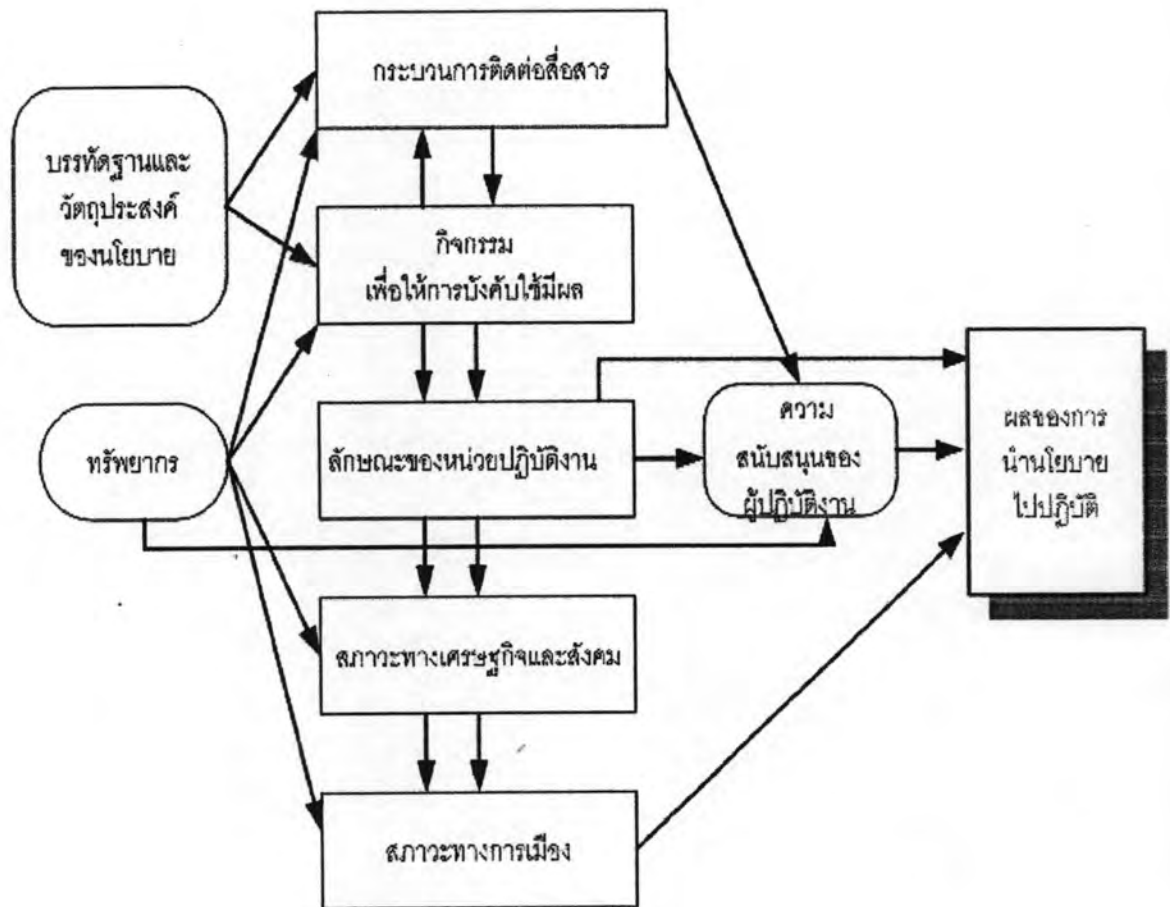 กระบวนการติดต่อสื่อสาร
บรรทัดฐานและ
วัตถุประสงค์
ของนโยบาย
กิจกรรม
เพื่อให้การบังคับใช้มีผล
ทรัพยากร
ลักษณะของหน่วยปฏิบัติงาน
ความ
สนับสนุนของ
ผู้ปฏิบัติงาน
ผลของการ
นำนโยบาย
ไปปฏิบัติ
สภาวะทางเศรษฐกิจและสังคม
สภาวะทางการเมือง